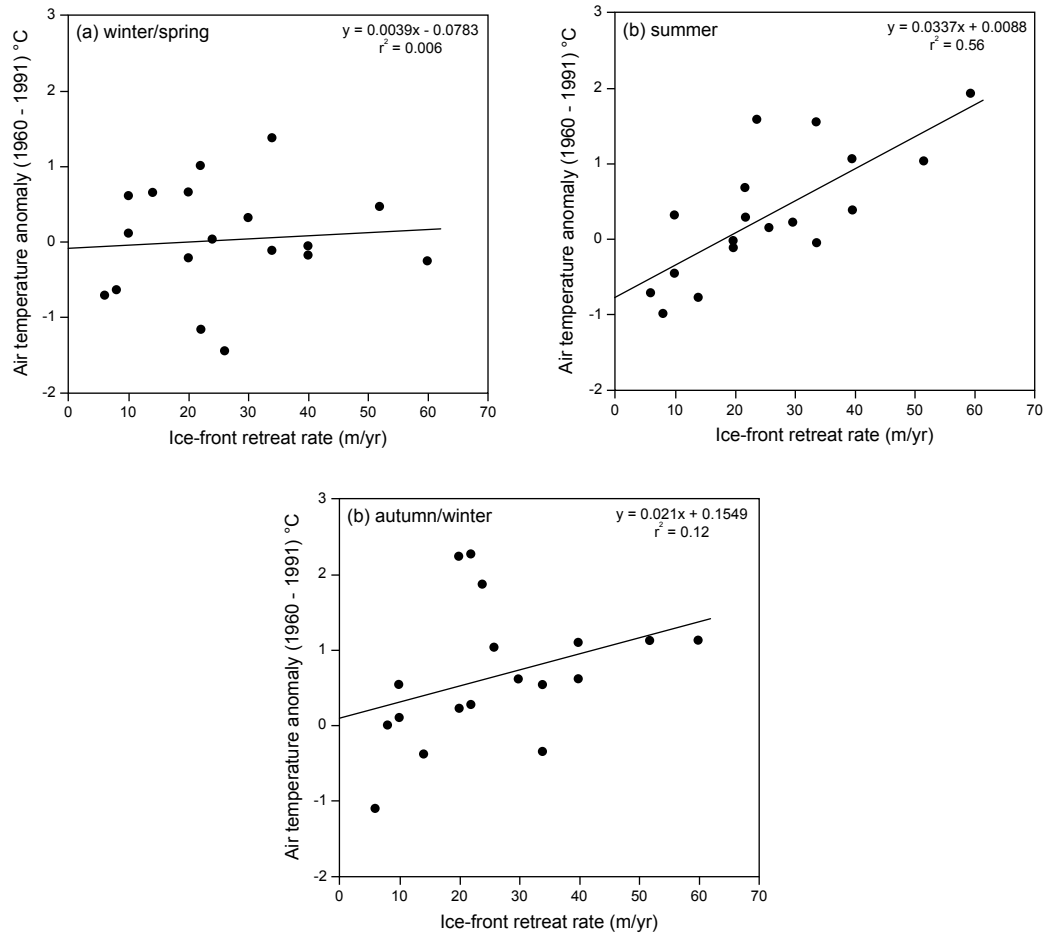 (a) winter/spring
y = 0.0039x - 0.0783
r² = 0.006
Air temperature anomaly (1960 - 1991) °C
3
2
1
0
-1
-2
0 10 20 30 40 50 60 70
Ice-front retreat rate (m/yr)
(b) summer
y = 0.0337x + 0.0088
r² = 0.56
Air temperature anomaly (1960 - 1991) °C
3
2
1
0
-1
-2
0 10 20 30 40 50 60 70
Ice-front retreat rate (m/yr)
(b) autumn/winter
y = 0.021x + 0.1549
r² = 0.12
Air temperature anomaly (1960 - 1991) °C
3
2
1
0
-1
-2
0 10 20 30 40 50 60 70
Ice-front retreat rate (m/yr)